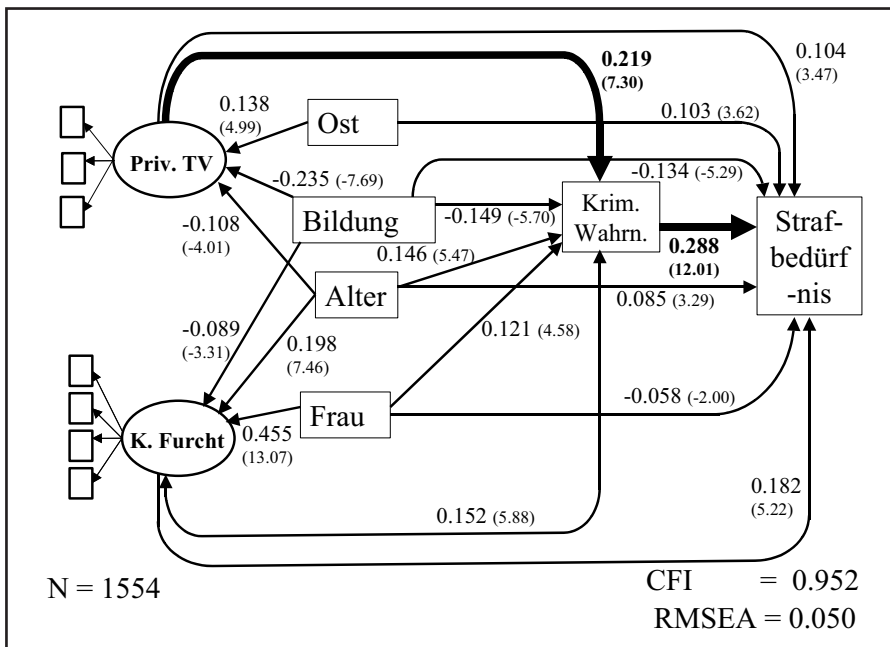 0.104
(3.47)
0.219
(7.30)
0.138
(4.99)
Ost
0.103 (3.62)
Priv. TV
-0.235 (-7.69)
-0.134 (-5.29)
Bildung
-0.149 (-5.70)
Krim.
Wahrn.
Straf-
bedürf
-nis
-0.108
(-4.01)
0.146 (5.47)
0.288
(12.01)
Alter
0.085 (3.29)
-0.089
(-3.31)
0.198
(7.46)
0.121 (4.58)
Frau
-0.058 (-2.00)
K. Furcht
0.455
(13.07)
0.182
(5.22)
0.152 (5.88)
N = 1554
CFI = 0.952
RMSEA = 0.050